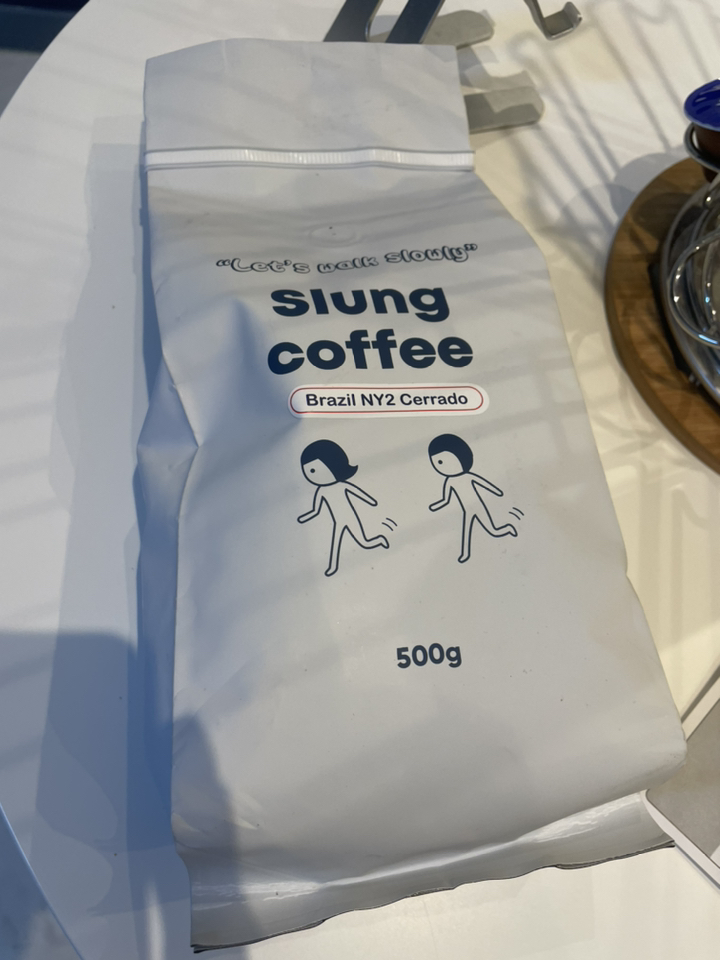 “Let's walk slowly”
slung
coffee
Brazil NY2 Cerrado
500g